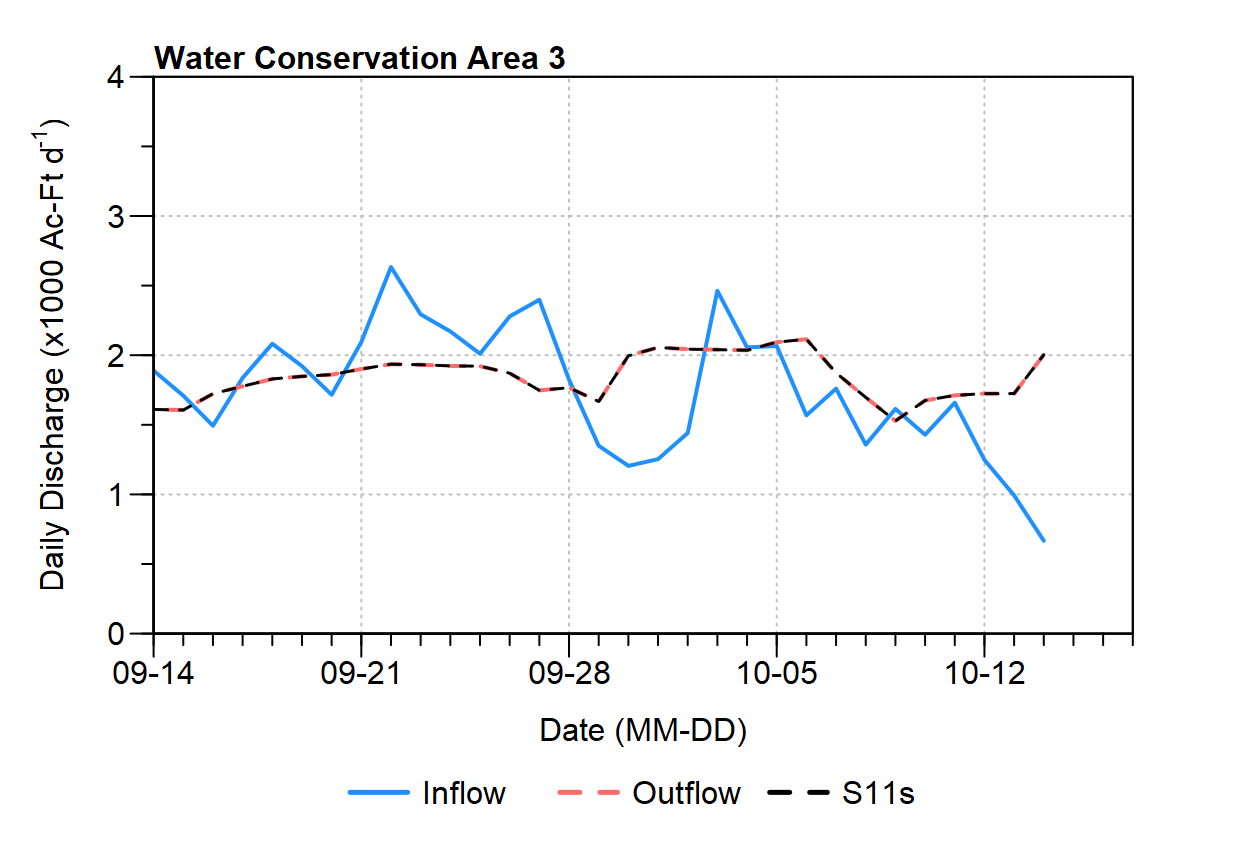 Water Conservation Area 3
Daily Discharge (x1000 Ac-Ft d⁻¹)
4
3
2
1
0
09-14 09-21 09-28 10-05 10-12
Date (MM-DD)
Inflow Outflow S11s